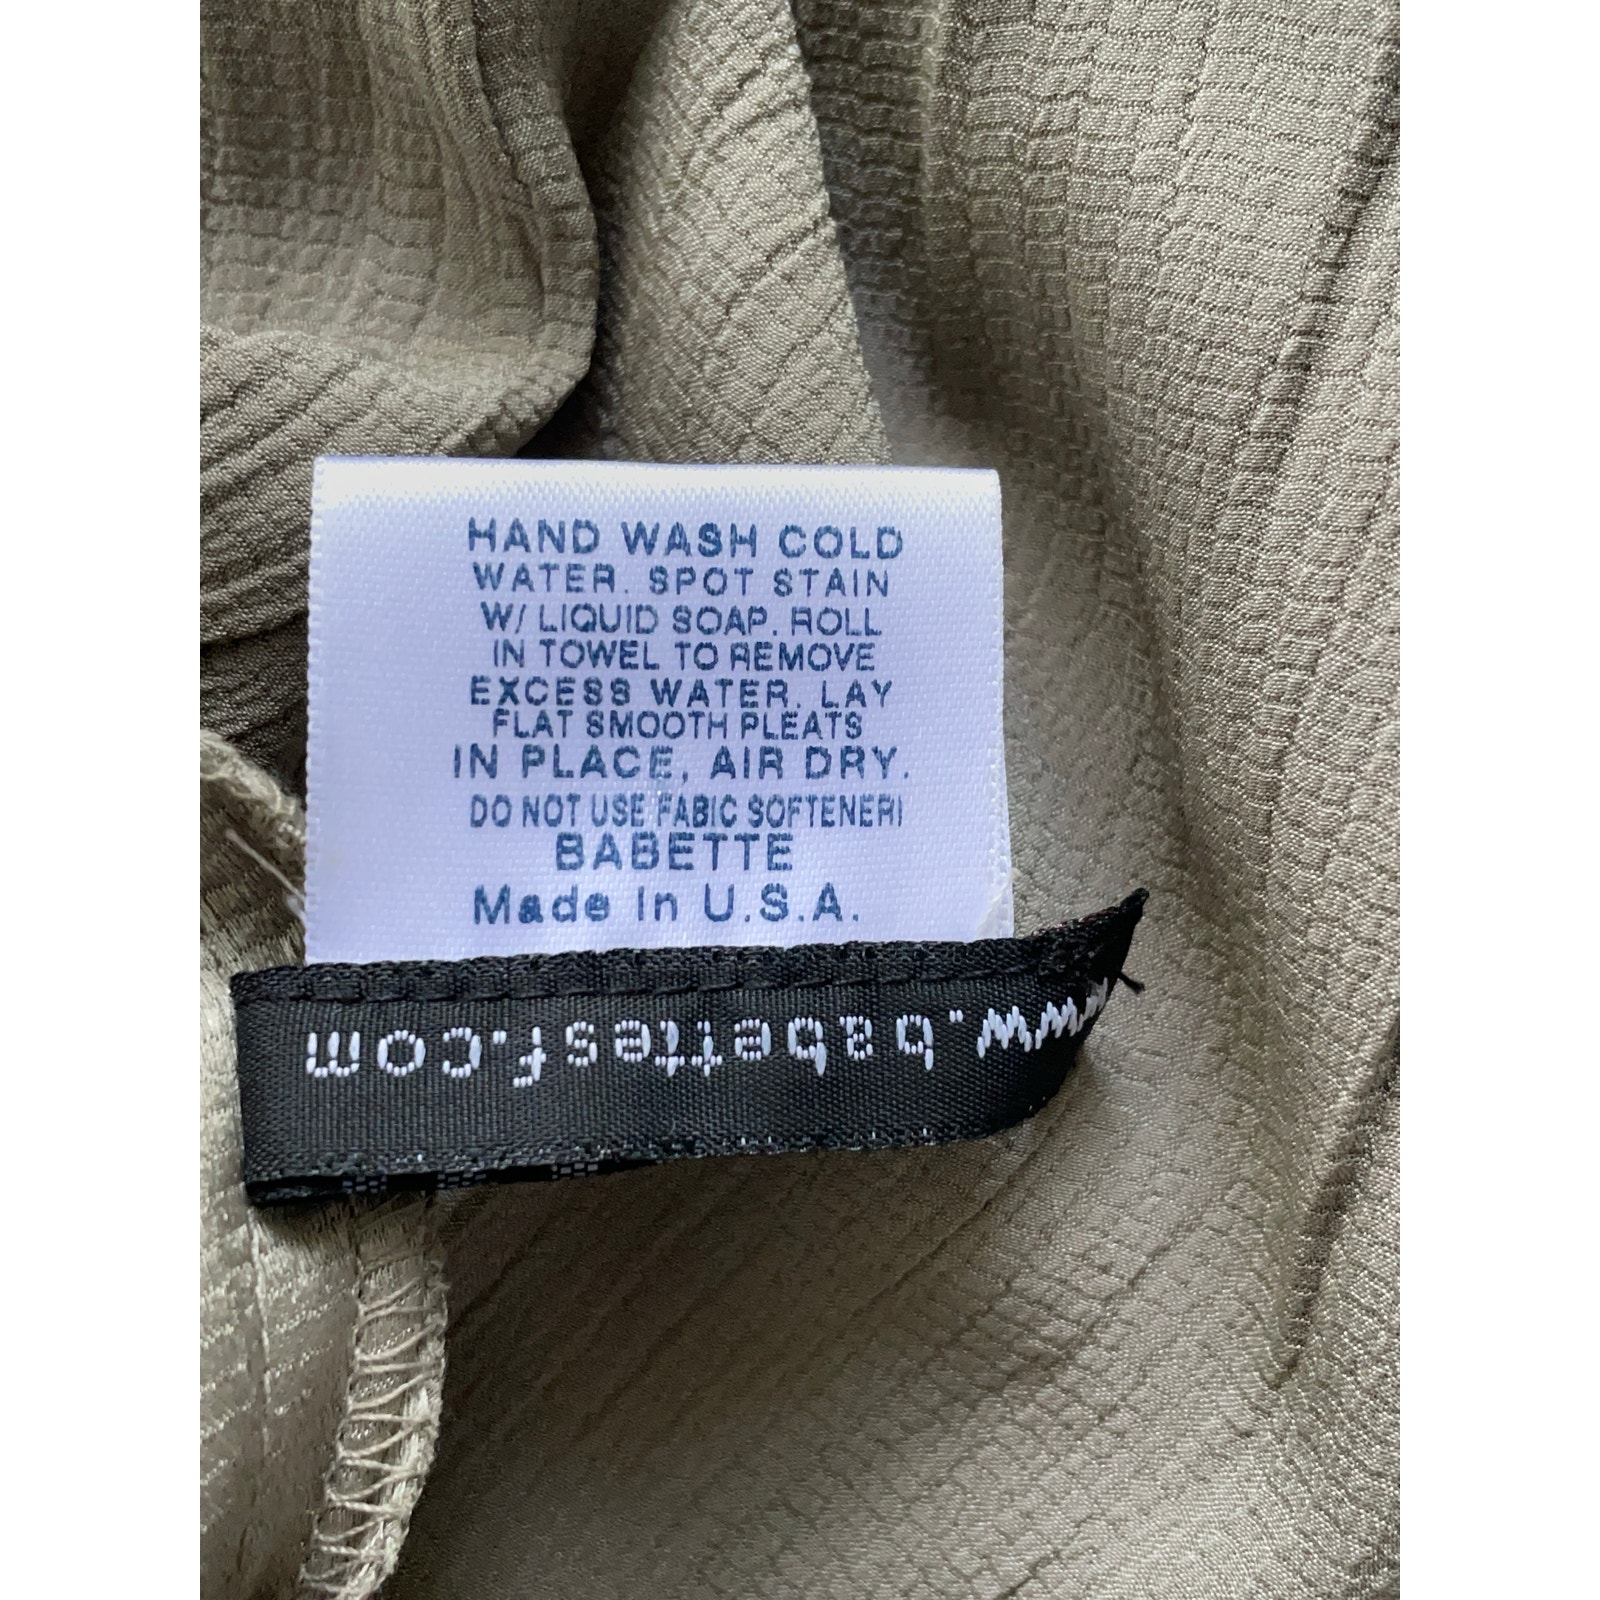 HAND WASH COLD
WATER. SPOT STAIN
W/ LIQUID SOAP. ROLL
IN TOWEL TO REMOVE
EXCESS WATER. LAY
FLAT SMOOTH PLEATS
IN PLACE, AIR DRY.
DO NOT USE FABIC SOFTENER!
BABETTE
Made In U.S.A.
www.babettesf.com